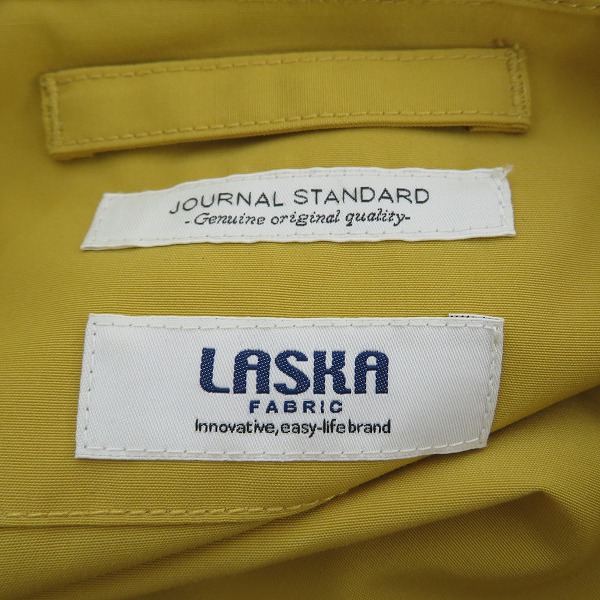 JOURNAL STANDARD
-Genuine original quality-
LASKA
FABRIC
Innovative, easy-life brand